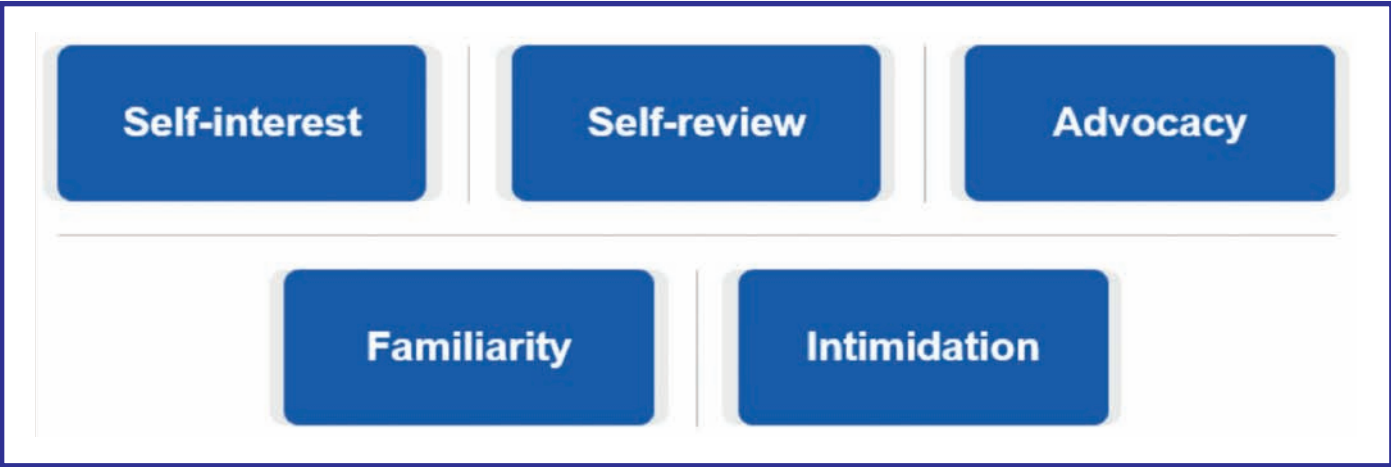 Self-interest
Self-review
Advocacy
Familiarity
Intimidation